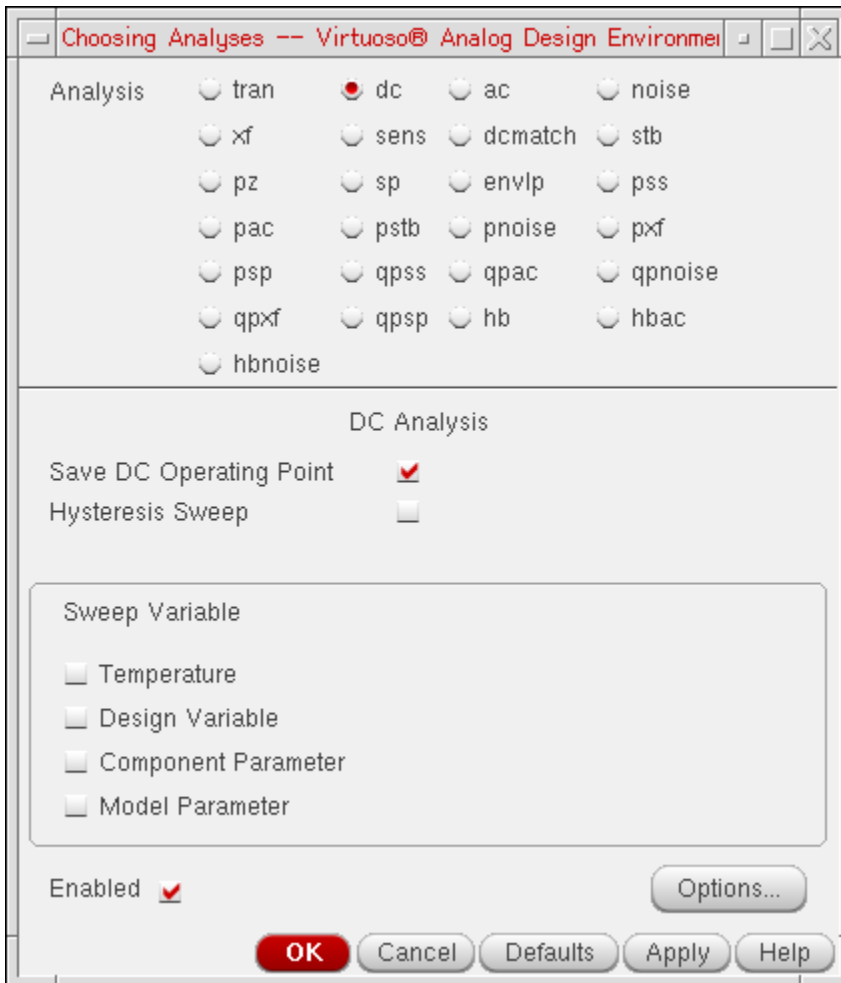 Choosing Analyses -- Virtuoso® Analog Design Environme
Analysis tran dc ac noise
xf sens dcmatch stb
pz sp envlp pss
pac pstb pnoise pxf
psp qpss qpac qpnoise
qpxf qpsp hb hbac
hbnoise
DC Analysis
Save DC Operating Point
Hysteresis Sweep
Sweep Variable
Temperature
Design Variable
Component Parameter
Model Parameter
Enabled Options...
OK Cancel Defaults Apply Help